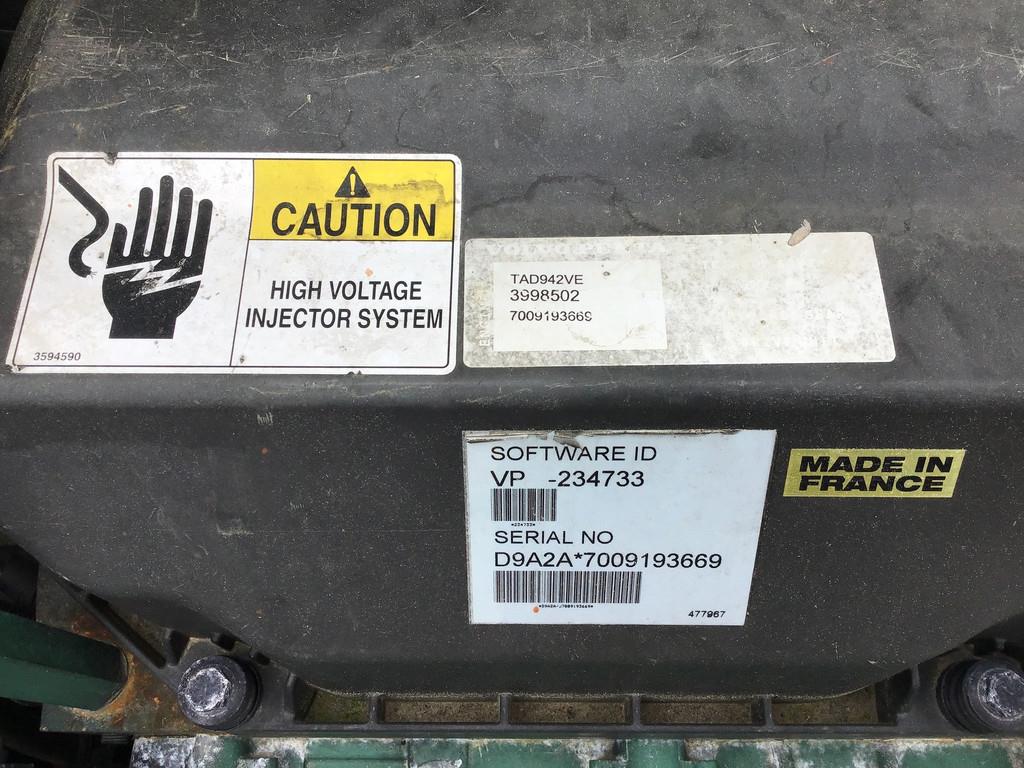 CAUTION
HIGH VOLTAGE
INJECTOR SYSTEM
3594590
TAD942VE
3998502
7009193669
SOFTWARE ID
VP -234733
*234733*
SERIAL NO
D9A2A*7009193669
477967
MADE IN
FRANCE